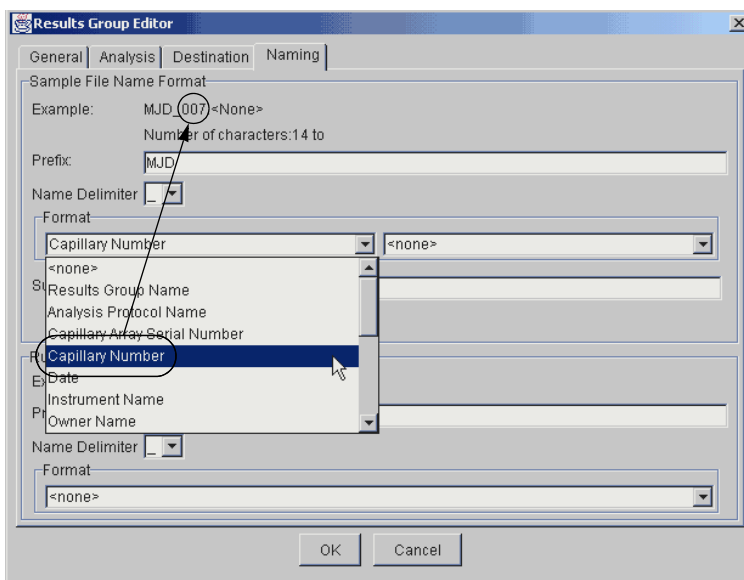 Results Group Editor
General Analysis Destination Naming
Sample File Name Format
Example: MJD_007<None>
Number of characters:14 to
Prefix: MJD
Name Delimiter _
Format
Capillary Number <none>
<none>
Results Group Name
Analysis Protocol Name
Capillary Array Serial Number
Capillary Number
Date
Instrument Name
Owner Name
Name Delimiter _
Format
<none>
OK Cancel